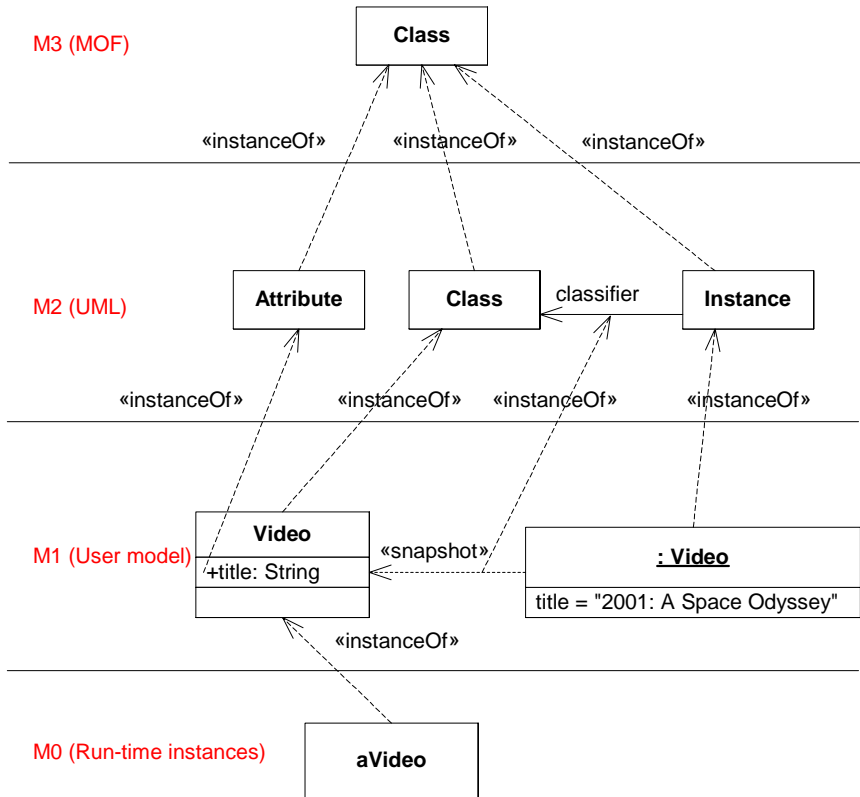 M3 (MOF)
Class
«instanceOf»
«instanceOf»
«instanceOf»
M2 (UML)
Attribute
Class
classifier
Instance
«instanceOf»
«instanceOf»
«instanceOf»
«instanceOf»
M1 (User model)
Video
+title: String
«snapshot»
: Video
title = "2001: A Space Odyssey"
«instanceOf»
M0 (Run-time instances)
aVideo